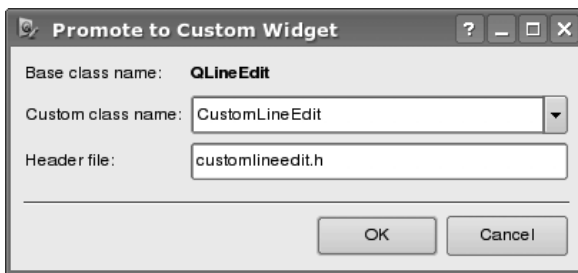 Promote to Custom Widget
Base class name: QLineEdit
Custom class name: CustomLineEdit
Header file: customlineedit.h
OK Cancel